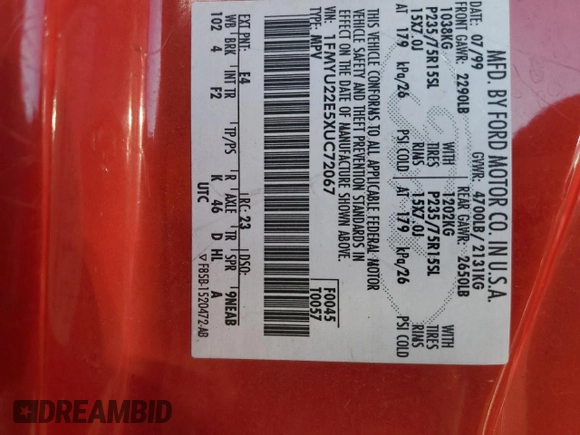 MFD. BY FORD MOTOR CO. IN U.S.A.
DATE: 07/99 GVWR: 4700LB/ 2131KG
FRONT GAWR: 2290LB REAR GAWR: 2650LB
1038KG WITH 1202KG WITH
P235/75R15SL TIRES P235/75R15SL TIRES
15X7.0J RIMS 15X7.0J RIMS
AT 179 kPa/26 PSI COLD AT 179 kPa/26 PSI COLD
THIS VEHICLE CONFORMS TO ALL APPLICABLE FEDERAL MOTOR
VEHICLE SAFETY AND THEFT PREVENTION STANDARDS IN
EFFECT ON THE DATE OF MANUFACTURE SHOWN ABOVE.
VIN: 1FMYU22E5XUC72067
TYPE: MPV
F0045
T0057
EXT PNT: E4 RC: 23 DSO:
WB BRK INT TR TP/PS R AXLE TR SPR 9NEAB
102 4 F2 K 46 D HL A
UTC
▽ F85B-1520472-AB
DREAMBID